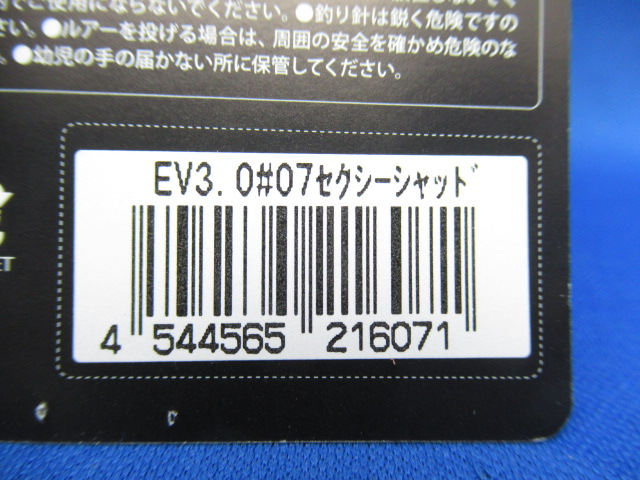 ご使用にならないでください。●釣り針は鋭く危険ですの
さい。●ルアーを投げる場合は、周囲の安全を確かめ危険のな
。●幼児の手の届かない所に保管してください。
EV3.0#07ｾｸｼｰｼｬｯﾄﾞ
4 544565 216071
ET